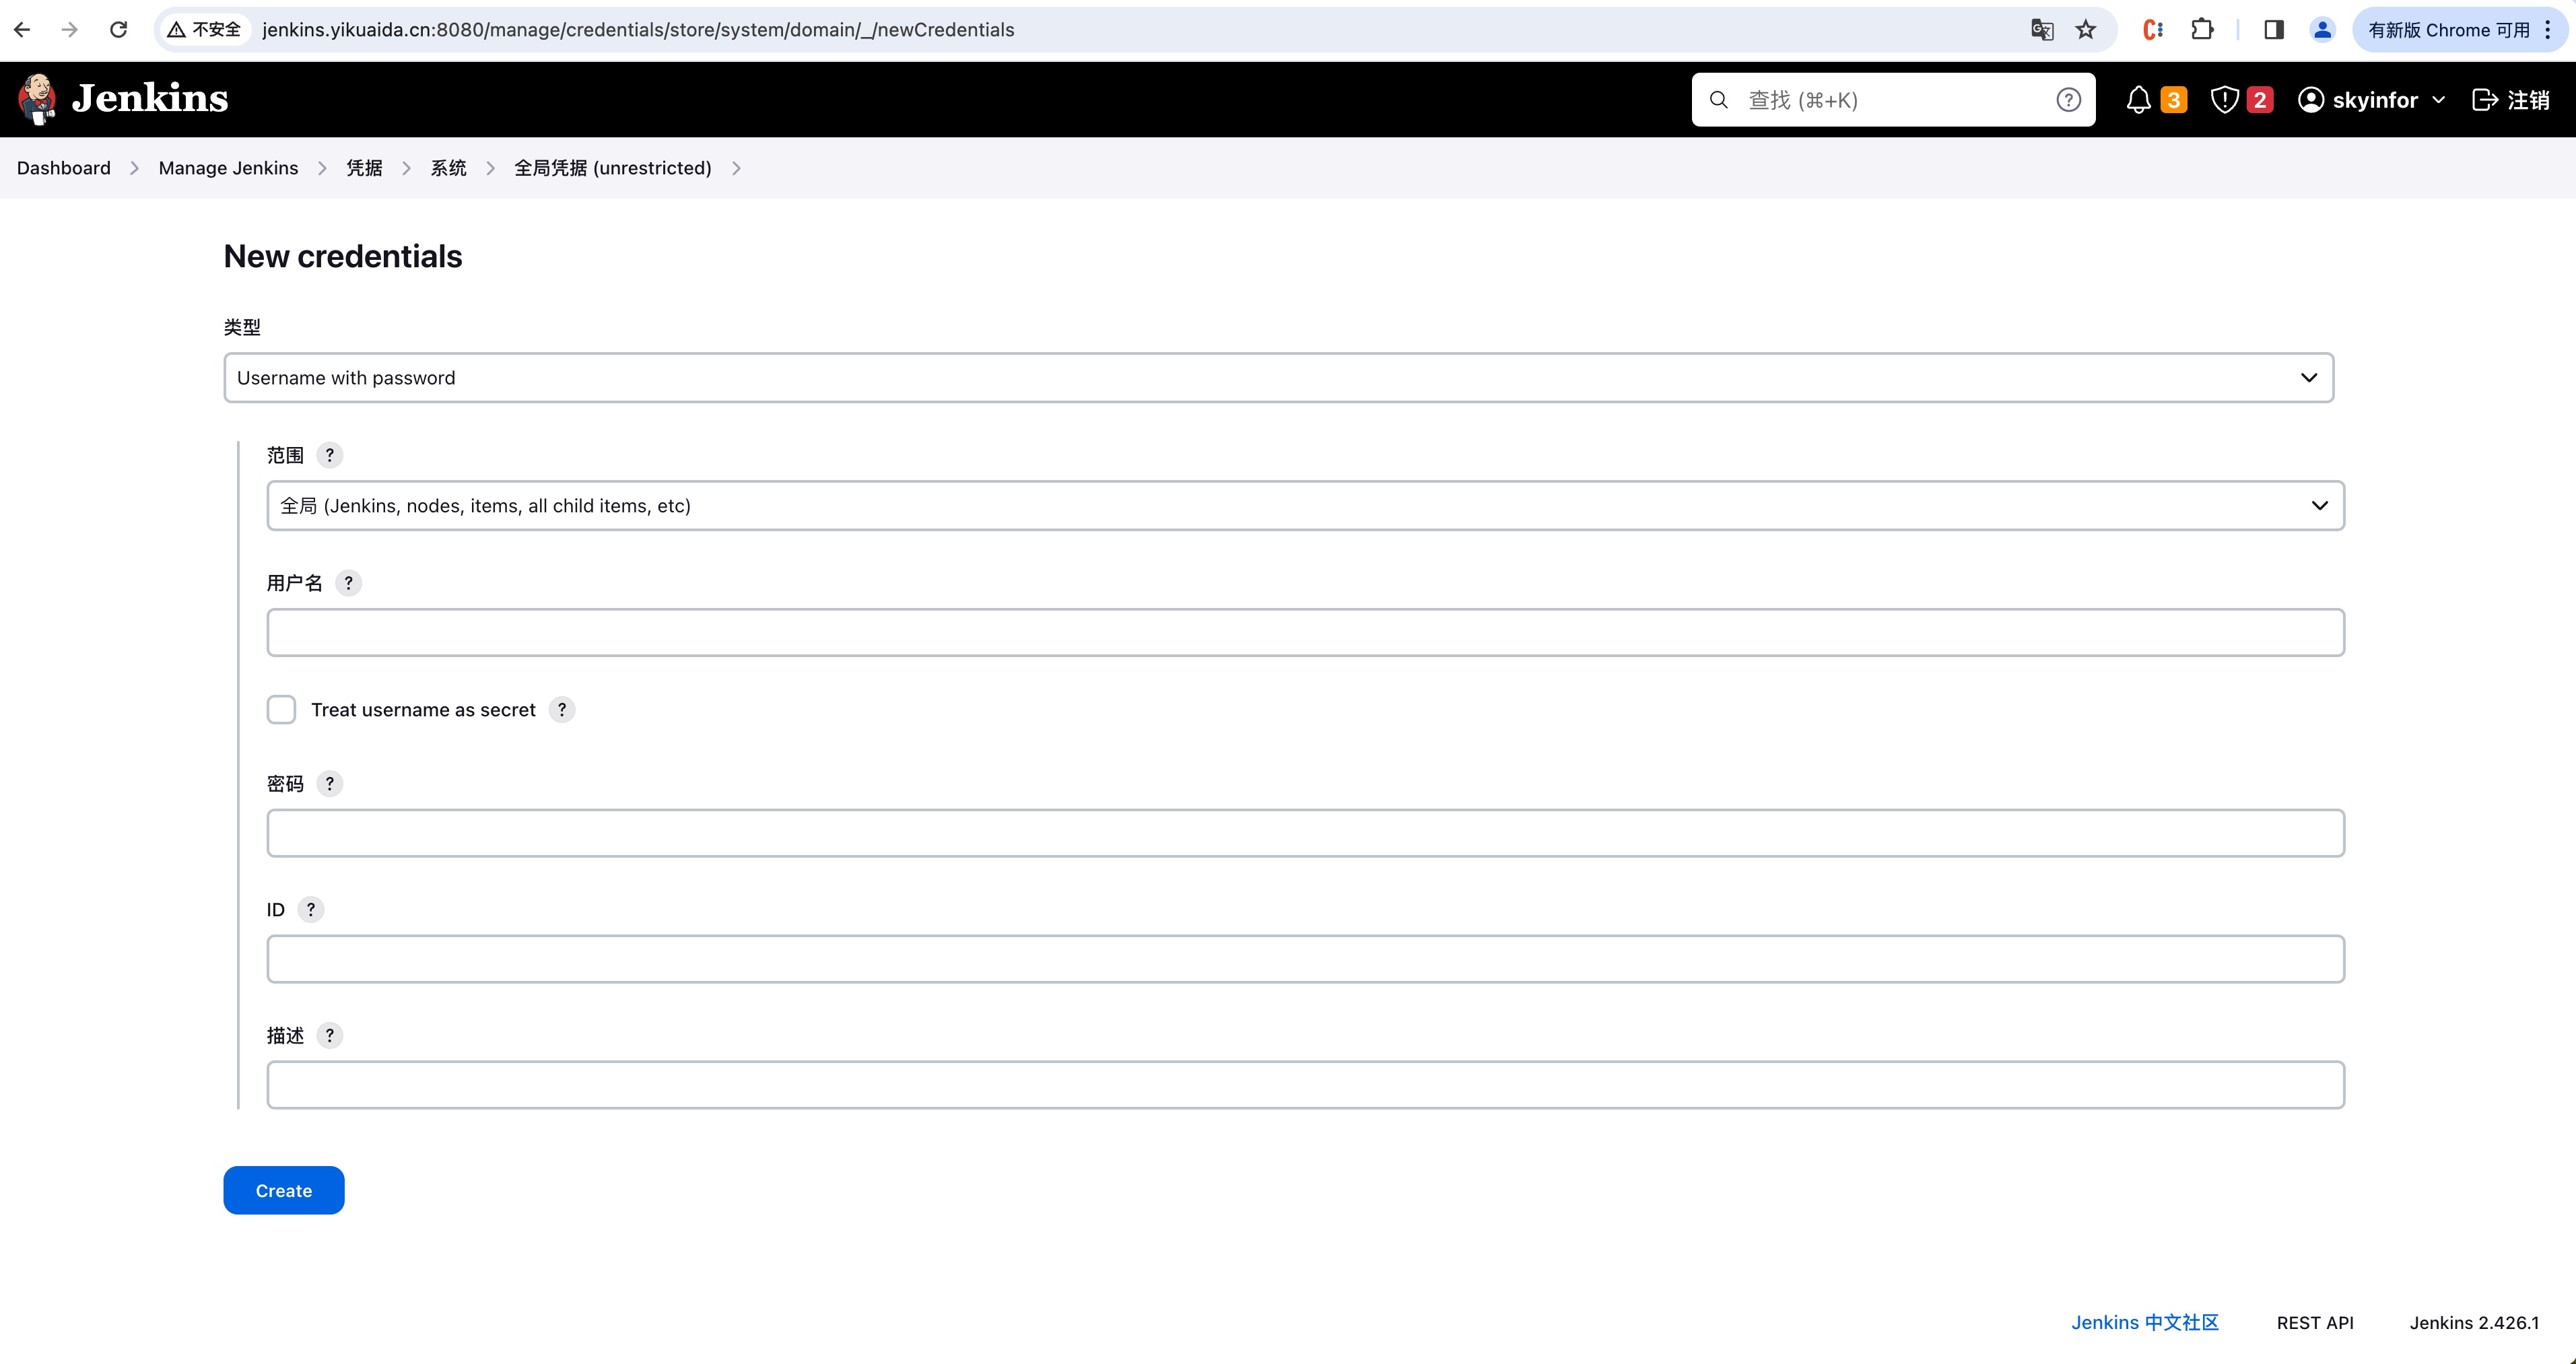 不安全 jenkins.yikuaida.cn:8080/manage/credentials/store/system/domain/_/newCredentials 有新版 Chrome 可用
Jenkins 查找 (⌘+K) ? 3 2 skyinfor 注销
Dashboard Manage Jenkins 凭据 系统 全局凭据 (unrestricted)
New credentials
类型
Username with password
范围 ?
全局 (Jenkins, nodes, items, all child items, etc)
用户名 ?
Treat username as secret ?
密码 ?
ID ?
描述 ?
Create
Jenkins 中文社区 REST API Jenkins 2.426.1